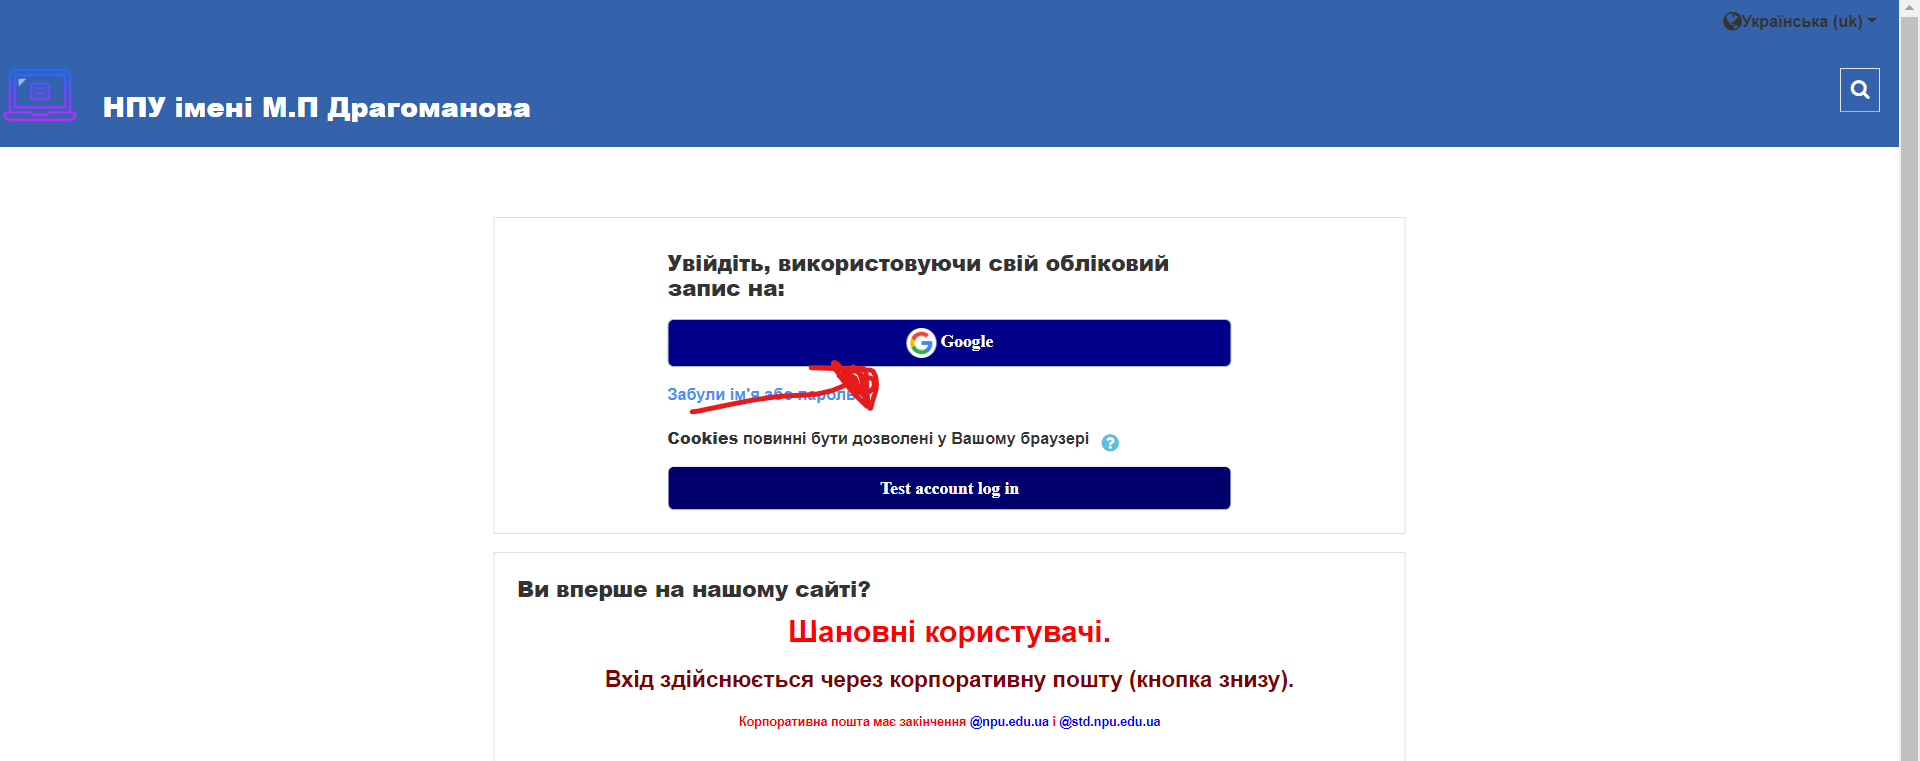 Українська (uk)
НПУ імені М.П Драгоманова
Увійдіть, використовуючи свій обліковий
запис на:
Google
Забули ім'я або пароль
Cookies повинні бути дозволені у Вашому браузері
Test account log in
Ви вперше на нашому сайті?
Шановні користувачі.
Вхід здійснюється через корпоративну пошту (кнопка знизу).
Корпоративна пошта має закінчення @npu.edu.ua і @std.npu.edu.ua